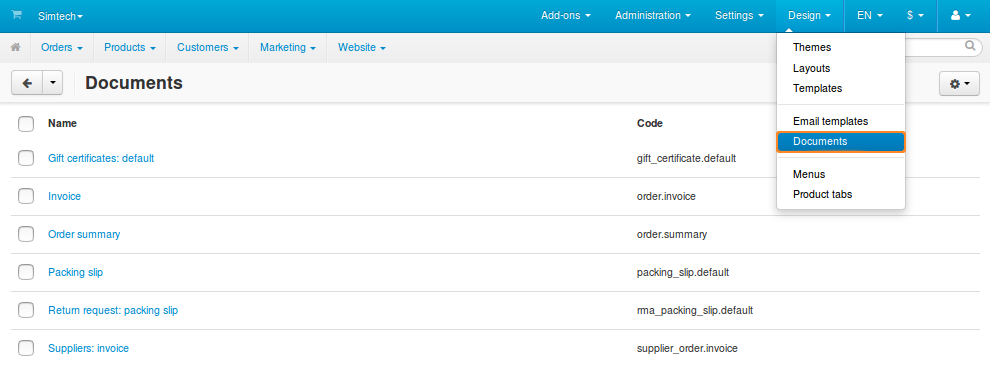 Simtech Add-ons Administration Settings Design EN $
Orders Products Customers Marketing Website
Themes
Documents
Layouts
Templates
Email templates
Documents
Menus
Product tabs
Name Code
Gift certificates: default gift_certificate.default
Invoice order.invoice
Order summary order.summary
Packing slip packing_slip.default
Return request: packing slip rma_packing_slip.default
Suppliers: invoice supplier_order.invoice